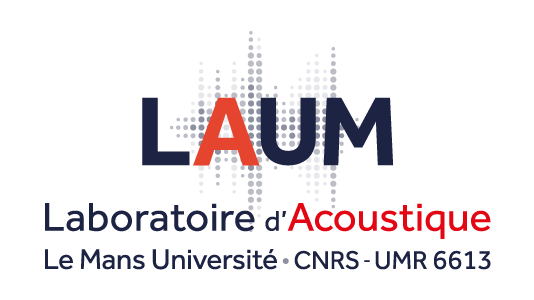 LAUM
Laboratoire d'Acoustique
Le Mans Université • CNRS - UMR 6613